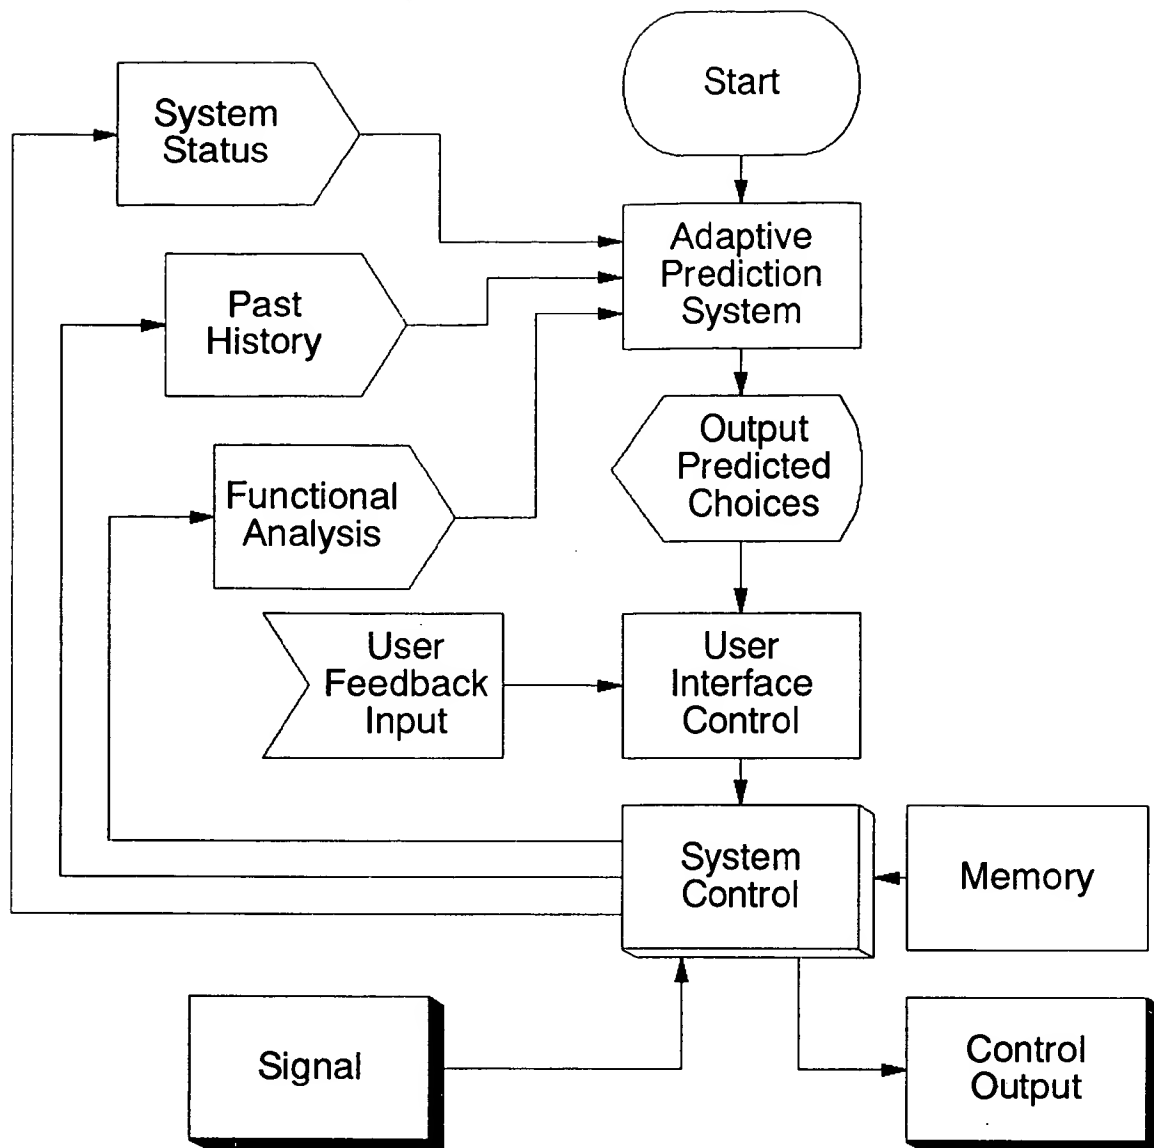 Start
System
Status
Adaptive
Prediction
System
Past
History
Output
Predicted
Choices
Functional
Analysis
User
Feedback
Input
User
Interface
Control
System
Control
Memory
Signal
Control
Output